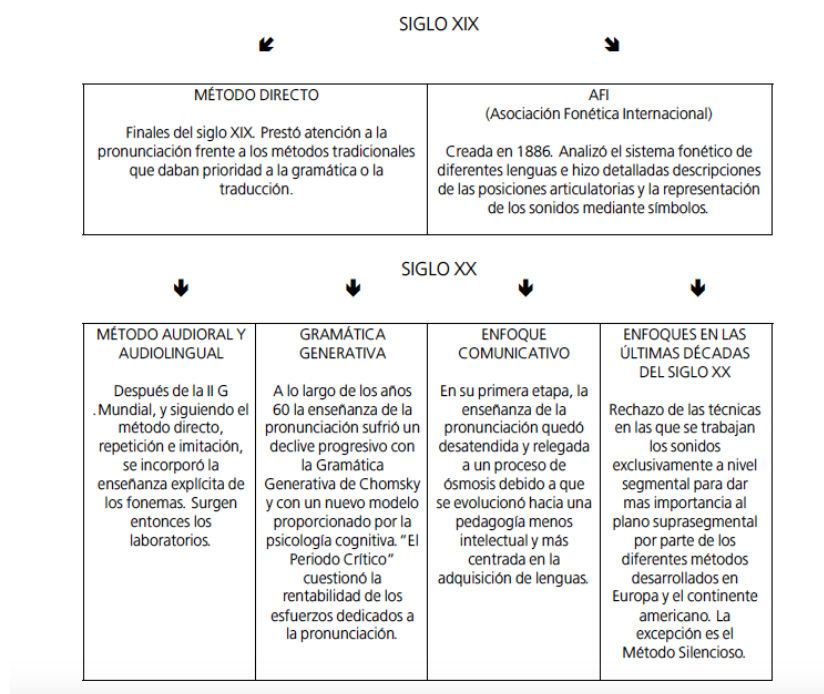 SIGLO XIX
MÉTODO DIRECTO
Finales del siglo XIX. Prestó atención a la
pronunciación frente a los métodos tradicionales
que daban prioridad a la gramática o la
traducción.
AFI
(Asociación Fonética Internacional)
Creada en 1886. Analizó el sistema fonético de
diferentes lenguas e hizo detalladas descripciones
de las posiciones articulatorias y la representación
de los sonidos mediante símbolos.
SIGLO XX
MÉTODO AUDIORAL Y
AUDIOLINGUAL
Después de la II G
.Mundial, y siguiendo el
método directo,
repetición e imitación,
se incorporó la
enseñanza explícita de
los fonemas. Surgen
entonces los
laboratorios.
GRAMÁTICA
GENERATIVA
A lo largo de los años
60 la enseñanza de la
pronunciación sufrió un
declive progresivo con
la Gramática
Generativa de Chomsky
y con un nuevo modelo
proporcionado por la
psicología cognitiva. “El
Periodo Crítico”
cuestionó la
rentabilidad de los
esfuerzos dedicados a
la pronunciación.
ENFOQUE
COMUNICATIVO
En su primera etapa, la
enseñanza de la
pronunciación quedó
desatendida y relegada
a un proceso de
ósmosis debido a que
se evolucionó hacia una
pedagogía menos
intelectual y más
centrada en la
adquisición de lenguas.
ENFOQUES EN LAS
ÚLTIMAS DÉCADAS
DEL SIGLO XX
Rechazo de las técnicas
en las que se trabajan
los sonidos
exclusivamente a nivel
segmental para dar
mas importancia al
plano suprasegmental
por parte de los
diferentes métodos
desarrollados en
Europa y el continente
americano. La
excepción es el
Método Silencioso.